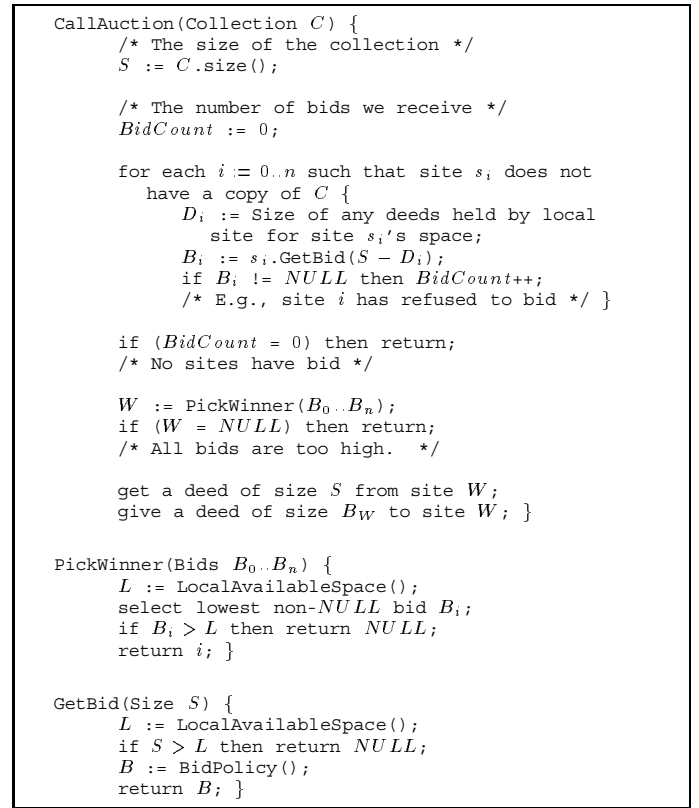 CallAuction(Collection C) {
/* The size of the collection */
S := C.size();
/* The number of bids we receive */
BidCount := 0;
for each i := 0..n such that site s_i does not
have a copy of C {
D_i := Size of any deeds held by local
site for site s_i's space;
B_i := s_i.GetBid(S − D_i);
if B_i != NULL then BidCount++;
/* E.g., site i has refused to bid */ }
if (BidCount = 0) then return;
/* No sites have bid */
W := PickWinner(B_0..B_n);
if (W = NULL) then return;
/* All bids are too high. */
get a deed of size S from site W;
give a deed of size B_W to site W; }
PickWinner(Bids B_0..B_n) {
L := LocalAvailableSpace();
select lowest non-NULL bid B_i;
if B_i > L then return NULL;
return i; }
GetBid(Size S) {
L := LocalAvailableSpace();
if S > L then return NULL;
B := BidPolicy();
return B; }